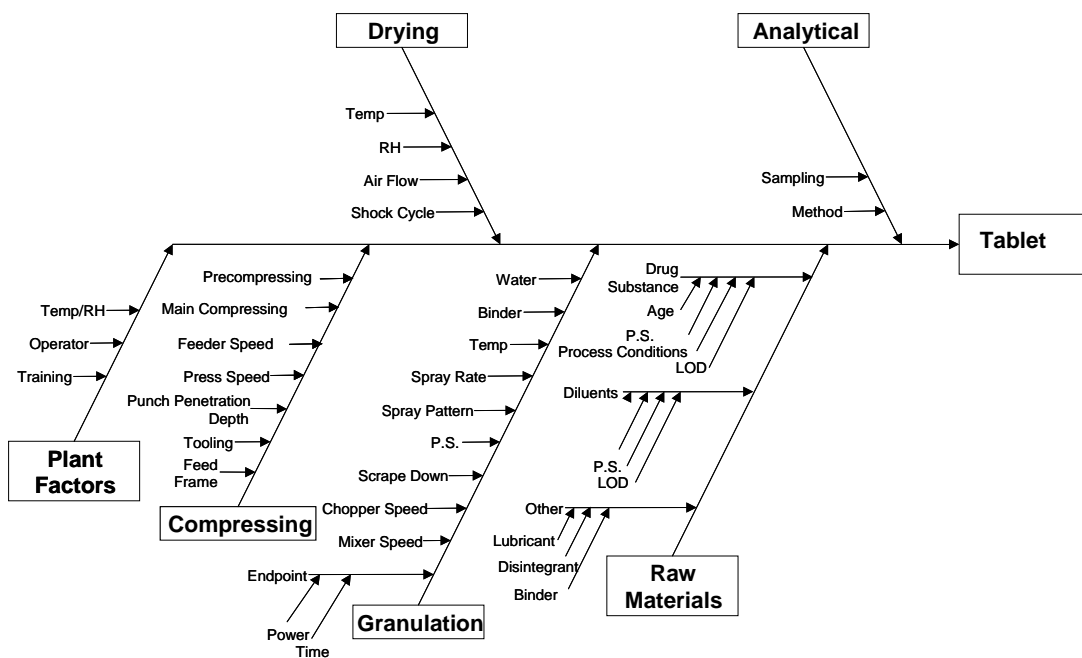 Drying
Analytical
Temp
RH
Air Flow
Shock Cycle
Sampling
Method
Tablet
Temp/RH
Operator
Training
Plant
Factors
Precompressing
Main Compressing
Feeder Speed
Press Speed
Punch Penetration
Depth
Tooling
Feed
Frame
Compressing
Water
Binder
Temp
Spray Rate
Spray Pattern
P.S.
Scrape Down
Chopper Speed
Mixer Speed
Endpoint
Power
Time
Granulation
Drug
Substance
Age
P.S.
Process Conditions
LOD
Diluents
P.S.
LOD
Other
Lubricant
Disintegrant
Binder
Raw
Materials